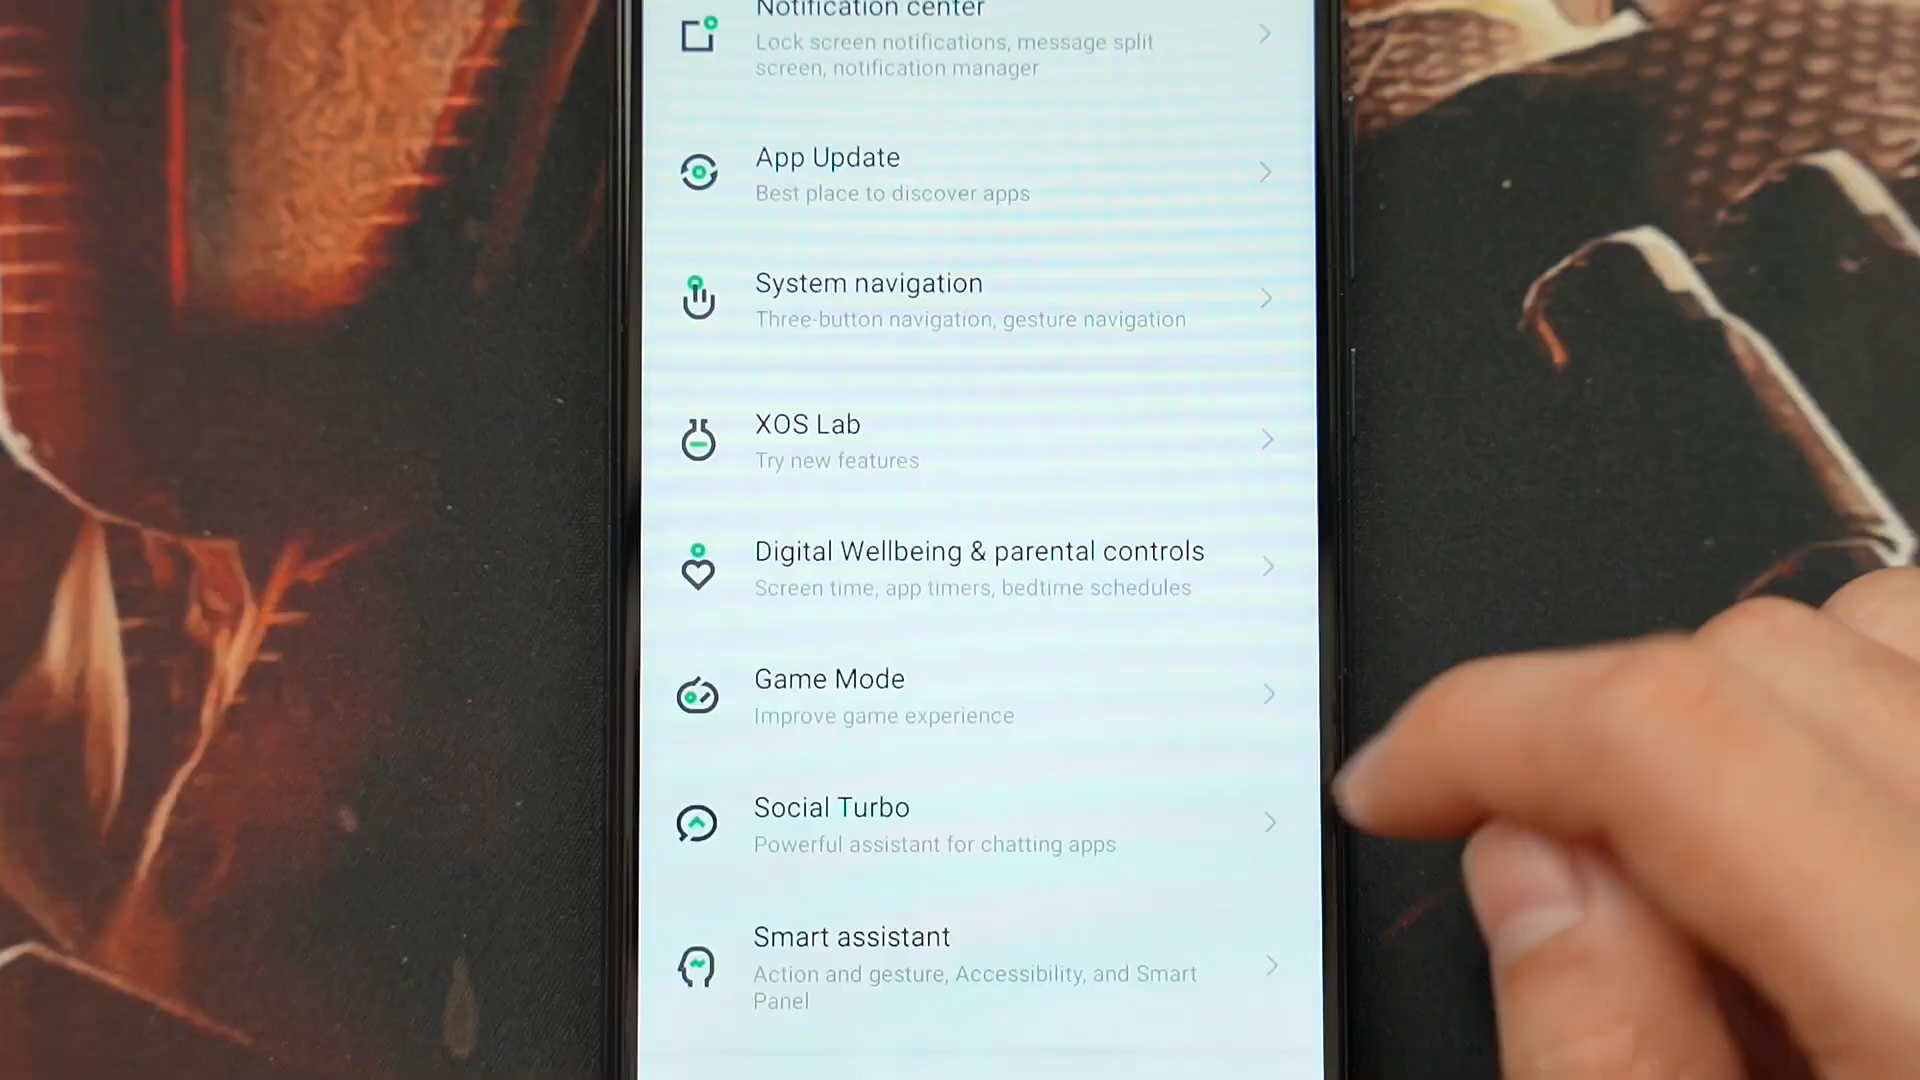 Notification center
Lock screen notifications, message split
screen, notification manager
App Update
Best place to discover apps
System navigation
Three-button navigation, gesture navigation
XOS Lab
Try new features
Digital Wellbeing & parental controls
Screen time, app timers, bedtime schedules
Game Mode
Improve game experience
Social Turbo
Powerful assistant for chatting apps
Smart assistant
Action and gesture, Accessibility, and Smart
Panel